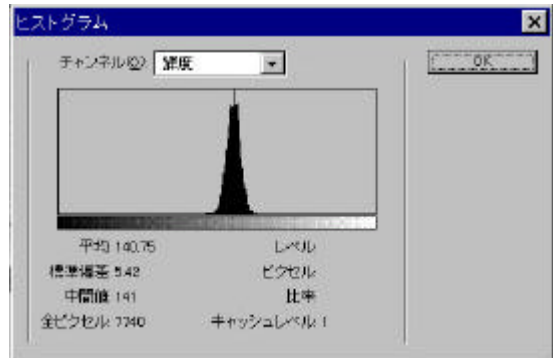 ヒストグラム
チャンネル(C): 輝度
OK
平均: 140.75
レベル:
標準偏差: 5.42
ピクセル:
中間値: 141
比率:
全ピクセル: 7740
キャッシュレベル: 1